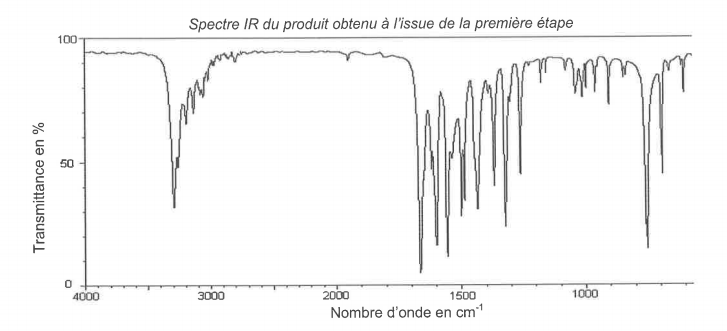 Spectre IR du produit obtenu à l'issue de la première étape
100
50
0
Transmittance en %
4000 3000 2000 1500 1000
Nombre d'onde en cm⁻¹